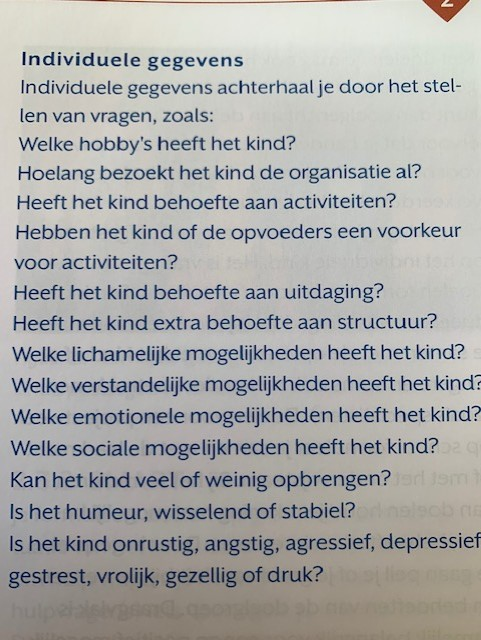 2
Individuele gegevens
Individuele gegevens achterhaal je door het stel-
len van vragen, zoals:
Welke hobby's heeft het kind?
Hoelang bezoekt het kind de organisatie al?
Heeft het kind behoefte aan activiteiten?
Hebben het kind of de opvoeders een voorkeur
voor activiteiten?
Heeft het kind behoefte aan uitdaging?
Heeft het kind extra behoefte aan structuur?
Welke lichamelijke mogelijkheden heeft het kind?
Welke verstandelijke mogelijkheden heeft het kind?
Welke emotionele mogelijkheden heeft het kind?
Welke sociale mogelijkheden heeft het kind?
Kan het kind veel of weinig opbrengen?
Is het humeur, wisselend of stabiel?
Is het kind onrustig, angstig, agressief, depressief
gestrest, vrolijk, gezellig of druk?